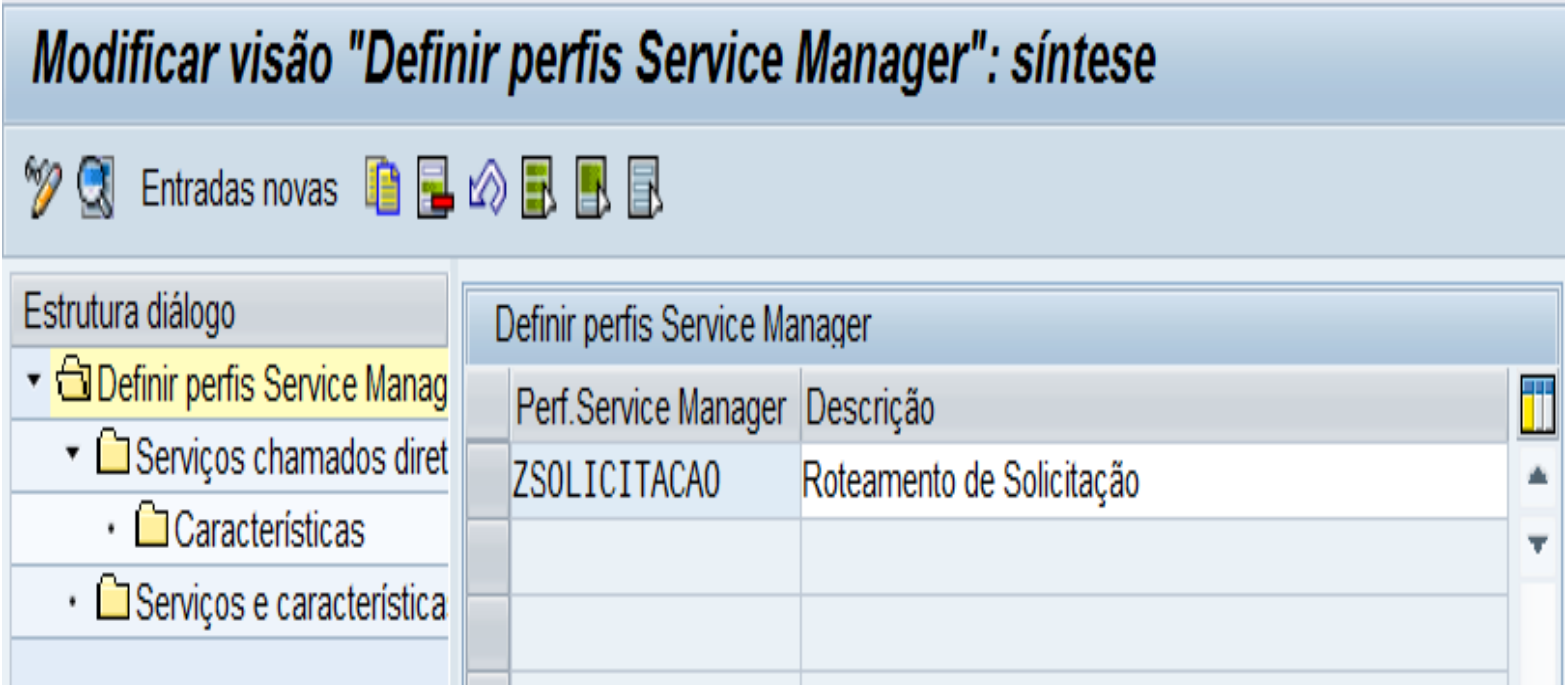 Modificar visão "Definir perfis Service Manager": síntese
Entradas novas
Estrutura diálogo
Definir perfis Service Manag
Serviços chamados diret
Características
Serviços e característica
Definir perfis Service Manager
Perf.Service Manager Descrição
ZSOLICITACAO Roteamento de Solicitação